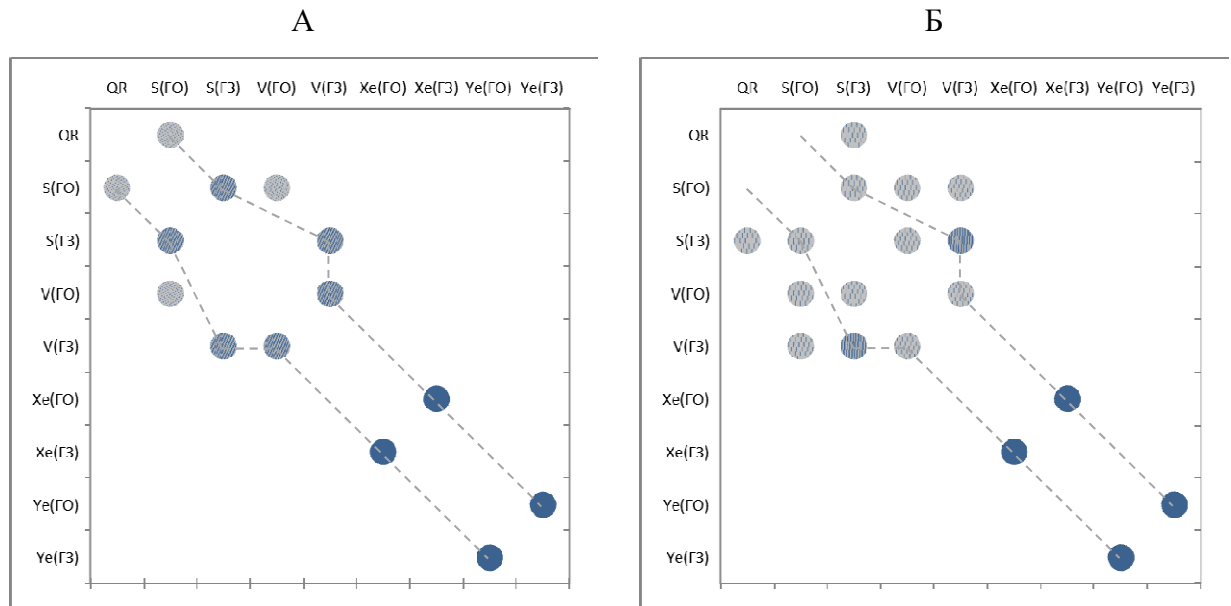 А
Б
QR S(ГО) S(ГЗ) V(ГО) V(ГЗ) Xe(ГО) Xe(ГЗ) Ye(ГО) Ye(ГЗ)
QR
S(ГО)
S(ГЗ)
V(ГО)
V(ГЗ)
Xe(ГО)
Xe(ГЗ)
Ye(ГО)
Ye(ГЗ)
QR S(ГО) S(ГЗ) V(ГО) V(ГЗ) Xe(ГО) Xe(ГЗ) Ye(ГО) Ye(ГЗ)
QR
S(ГО)
S(ГЗ)
V(ГО)
V(ГЗ)
Xe(ГО)
Xe(ГЗ)
Ye(ГО)
Ye(ГЗ)